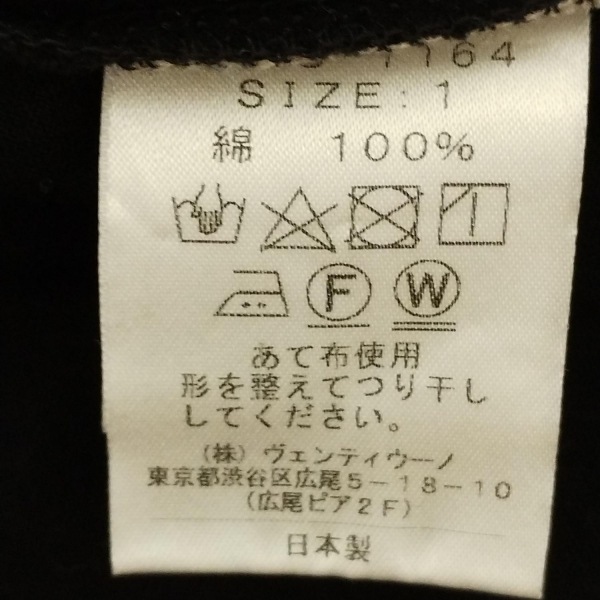 1164
SIZE:1
綿 100%
F W
あて布使用
形を整えてつり干し
してください。
(株)ヴェンティウーノ
東京都渋谷区広尾5-18-10
(広尾ピア2F)
日本製